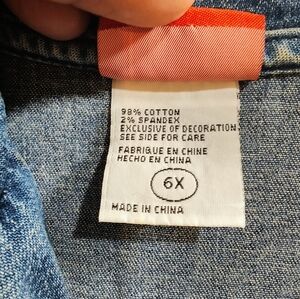 98% COTTON
2% SPANDEX
EXCLUSIVE OF DECORATION
SEE SIDE FOR CARE
FABRIQUE EN CHINE
HECHO EN CHINA
6X
MADE IN CHINA